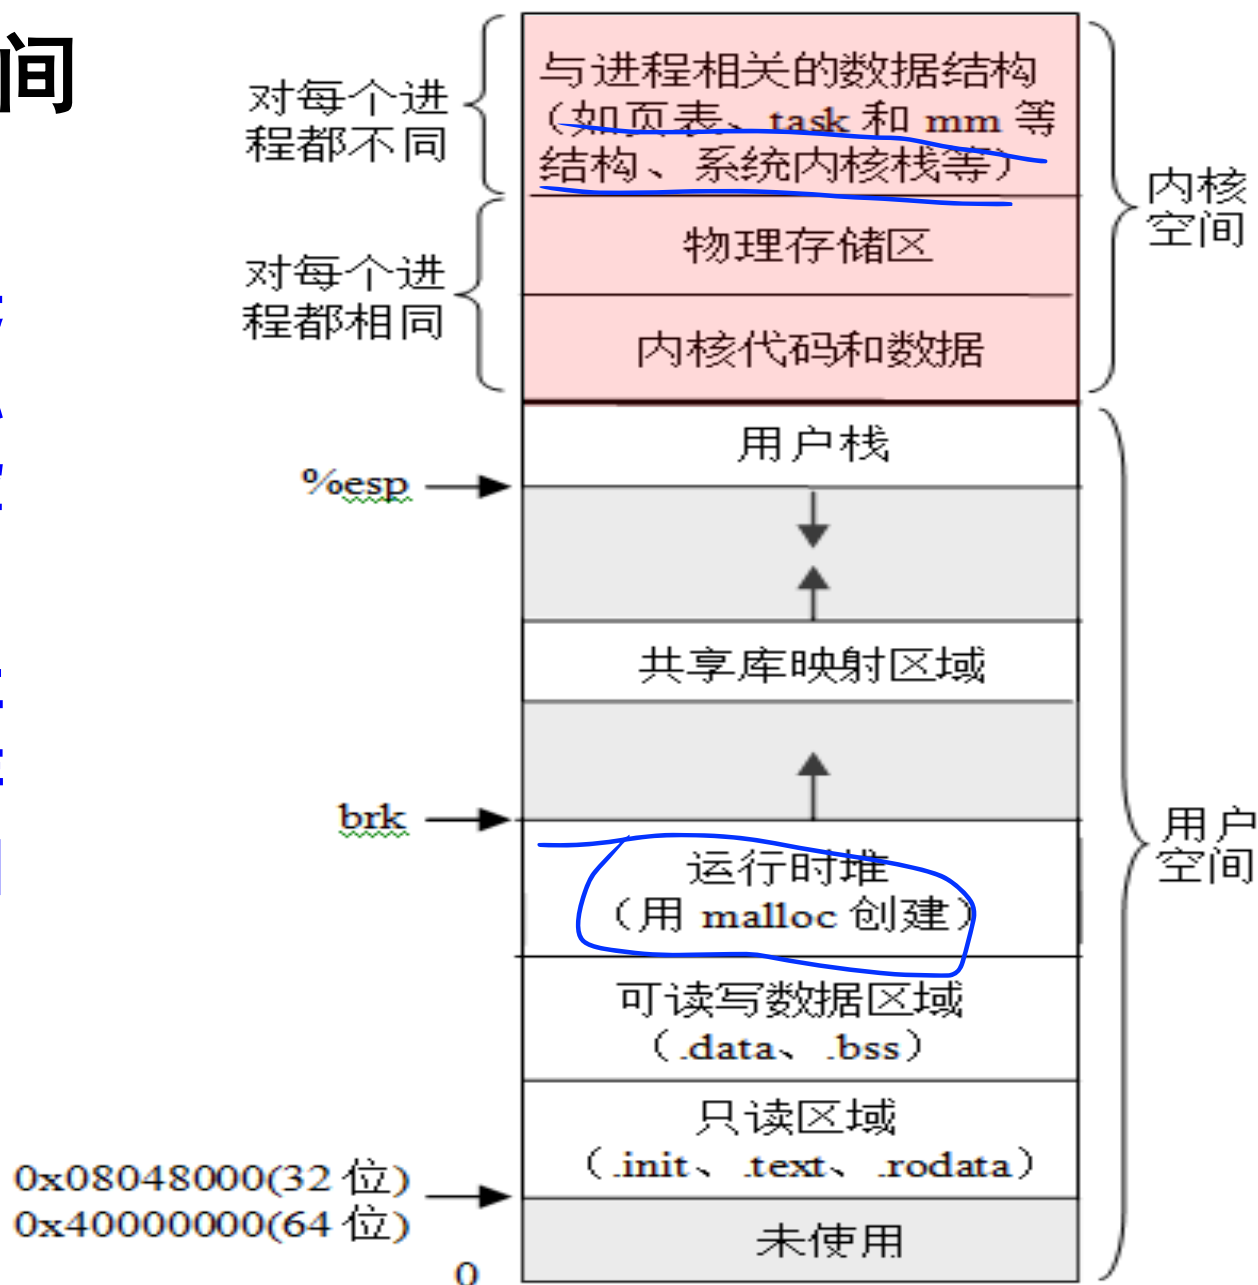 间
对每个进
程都不同
与进程相关的数据结构
（如页表、task 和 mm 等
结构、系统内核栈等）
内核
空间
对每个进
程都相同
物理存储区
内核代码和数据
用户栈
%esp
共享库映射区域
brk
运行时堆
（用 malloc 创建）
用户
空间
可读写数据区域
（.data、.bss）
只读区域
（.init、.text、.rodata）
0x08048000(32 位)
0x40000000(64 位)
未使用
0